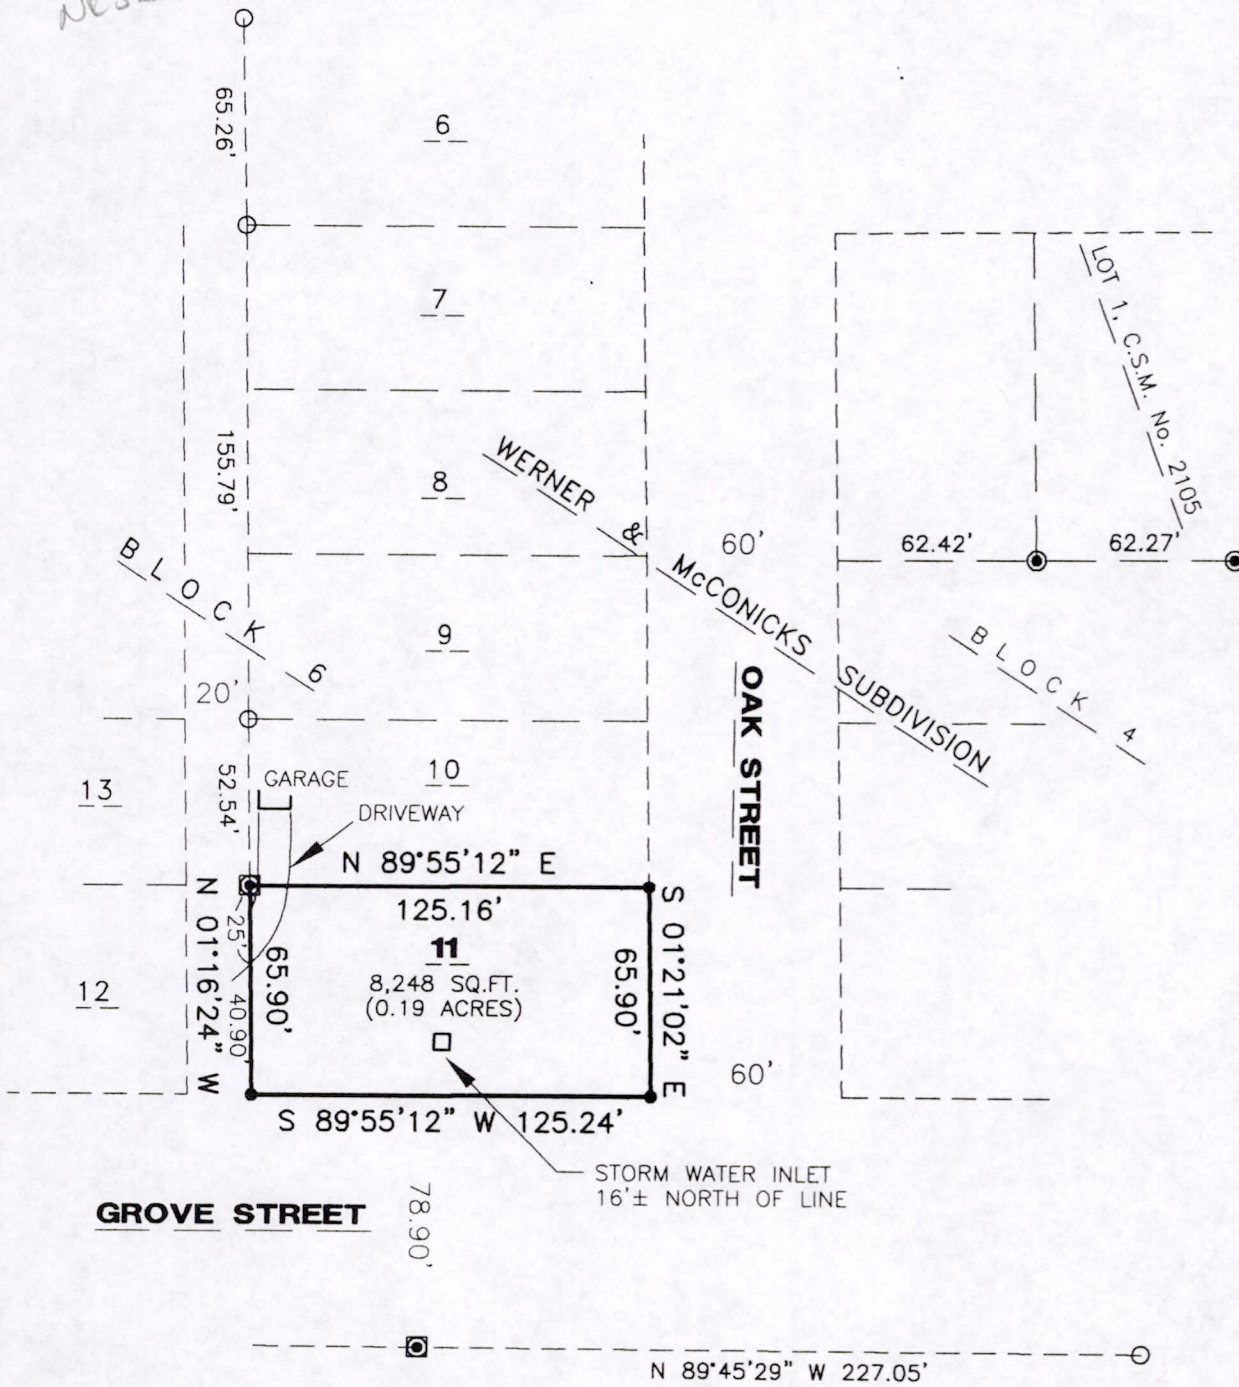 65.26'
6
7
LOT 1, C.S.M. No. 2105
155.79'
8
WERNER & McCONICKS SUBDIVISION
60'
62.42'
62.27'
BLOCK 6
9
BLOCK 4
20'
OAK STREET
13
52.54'
GARAGE
10
DRIVEWAY
N 89°55'12" E
125.16'
N 01°16'24" W
25'
40.90'
65.90'
11
8,248 SQ.FT.
(0.19 ACRES)
65.90'
S 01°21'02" E
12
60'
S 89°55'12" W 125.24'
STORM WATER INLET
16'± NORTH OF LINE
GROVE STREET
78.90'
N 89°45'29" W 227.05'